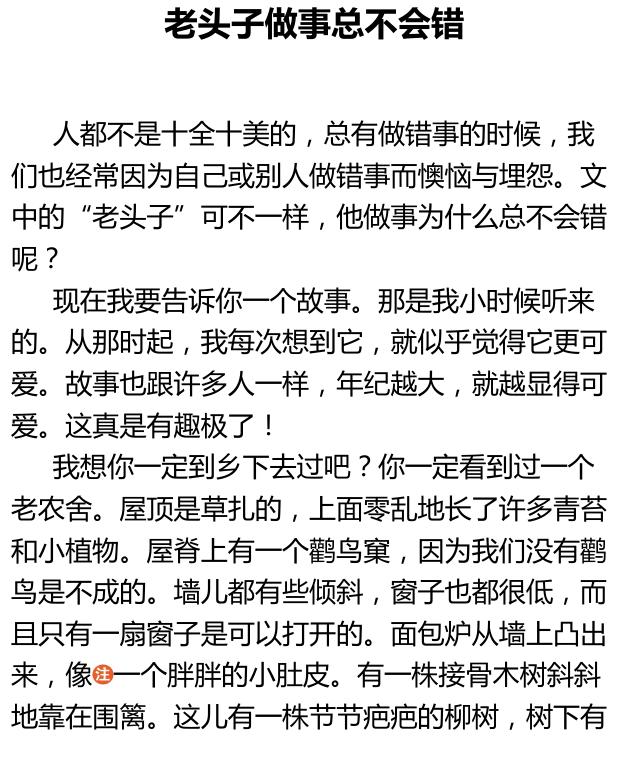 老头子做事总不会错
人都不是十全十美的，总有做错事的时候，我
们也经常因为自己或别人做错事而懊恼与埋怨。文
中的“老头子”可不一样，他做事为什么总不会错
呢？
现在我要告诉你一个故事。那是我小时候听来
的。从那时起，我每次想到它，就似乎觉得它更可
爱。故事也跟许多人一样，年纪越大，就越显得可
爱。这真是有趣极了！
我想你一定到乡下去过吧？你一定看到过一个
老农舍。屋顶是草扎的，上面零乱地长了许多青苔
和小植物。屋脊上有一个鹳鸟窠，因为我们没有鹳
鸟是不成的。墙儿都有些倾斜，窗子也都很低，而
且只有一扇窗子是可以打开的。面包炉从墙上凸出
来，像注一个胖胖的小肚皮。有一株接骨木树斜斜
地靠在围篱。这儿有一株节节疤疤的柳树，树下有